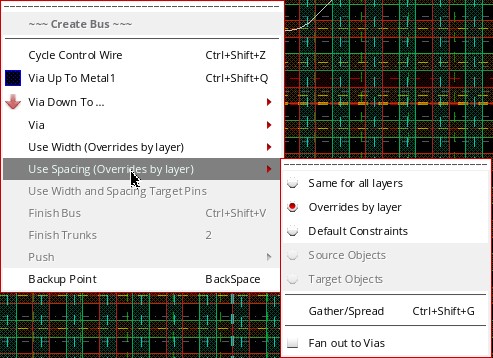 ~~~ Create Bus ~~~
Cycle Control Wire Ctrl+Shift+Z
Via Up To Metal1 Ctrl+Shift+Q
Via Down To ...
Via
Use Width (Overrides by layer)
Use Spacing (Overrides by layer)
Use Width and Spacing Target Pins
Finish Bus Ctrl+Shift+V
Finish Trunks 2
Push
Backup Point BackSpace
Same for all layers
Overrides by layer
Default Constraints
Source Objects
Target Objects
Gather/Spread Ctrl+Shift+G
Fan out to Vias